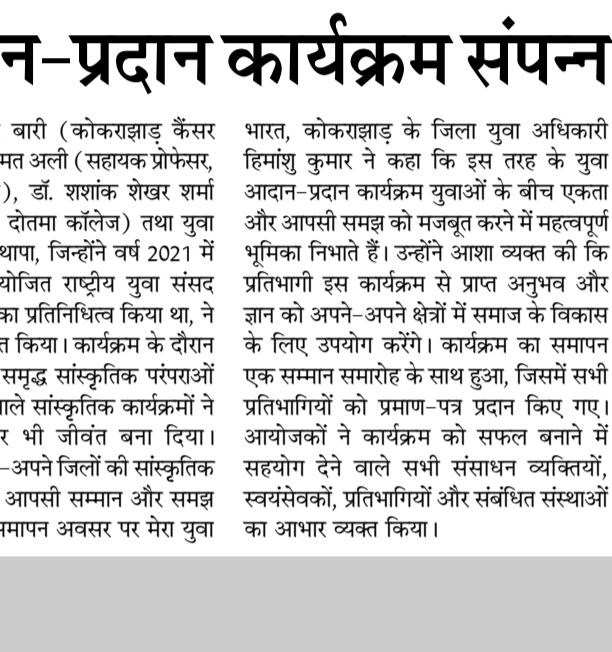 न-प्रदान कार्यक्रम संपन्न
बारी (कोकराझाड़ कैंसर
मत अली (सहायक प्रोफेसर,
), डॉ. शशांक शेखर शर्मा
दोतमा कॉलेज) तथा युवा
थापा, जिन्होंने वर्ष 2021 में
योजित राष्ट्रीय युवा संसद
का प्रतिनिधित्व किया था, ने
त किया। कार्यक्रम के दौरान
समृद्ध सांस्कृतिक परंपराओं
ाले सांस्कृतिक कार्यक्रमों ने
र भी जीवंत बना दिया।
-अपने जिलों की सांस्कृतिक
आपसी सम्मान और समझ
समापन अवसर पर मेरा युवा
भारत, कोकराझाड़ के जिला युवा अधिकारी
हिमांशु कुमार ने कहा कि इस तरह के युवा
आदान-प्रदान कार्यक्रम युवाओं के बीच एकता
और आपसी समझ को मजबूत करने में महत्वपूर्ण
भूमिका निभाते हैं। उन्होंने आशा व्यक्त की कि
प्रतिभागी इस कार्यक्रम से प्राप्त अनुभव और
ज्ञान को अपने-अपने क्षेत्रों में समाज के विकास
के लिए उपयोग करेंगे। कार्यक्रम का समापन
एक सम्मान समारोह के साथ हुआ, जिसमें सभी
प्रतिभागियों को प्रमाण-पत्र प्रदान किए गए।
आयोजकों ने कार्यक्रम को सफल बनाने में
सहयोग देने वाले सभी संसाधन व्यक्तियों,
स्वयंसेवकों, प्रतिभागियों और संबंधित संस्थाओं
का आभार व्यक्त किया।